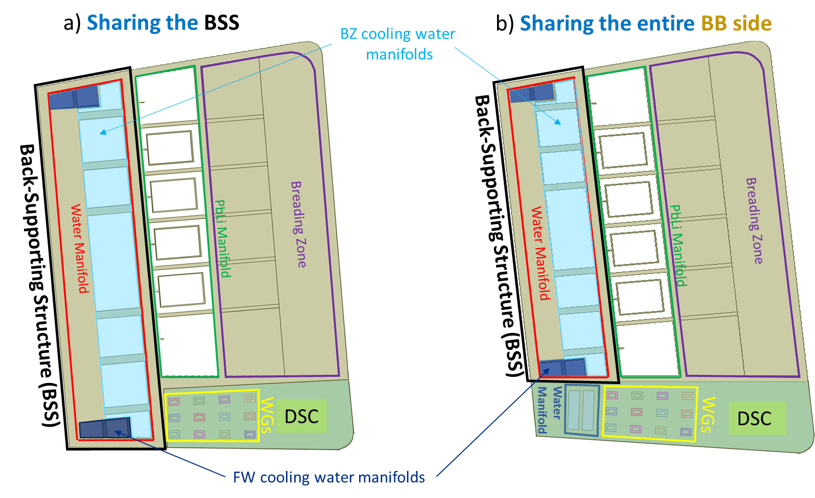 a) Sharing the BSS
b) Sharing the entire BB side
BZ cooling water
manifolds
Back-Supporting Structure (BSS)
Water Manifold
PbLi Manifold
Breading Zone
WGs
DSC
Back-Supporting Structure (BSS)
Water Manifold
PbLi Manifold
Breading Zone
Water
Manifold
WGs
DSC
FW cooling water manifolds